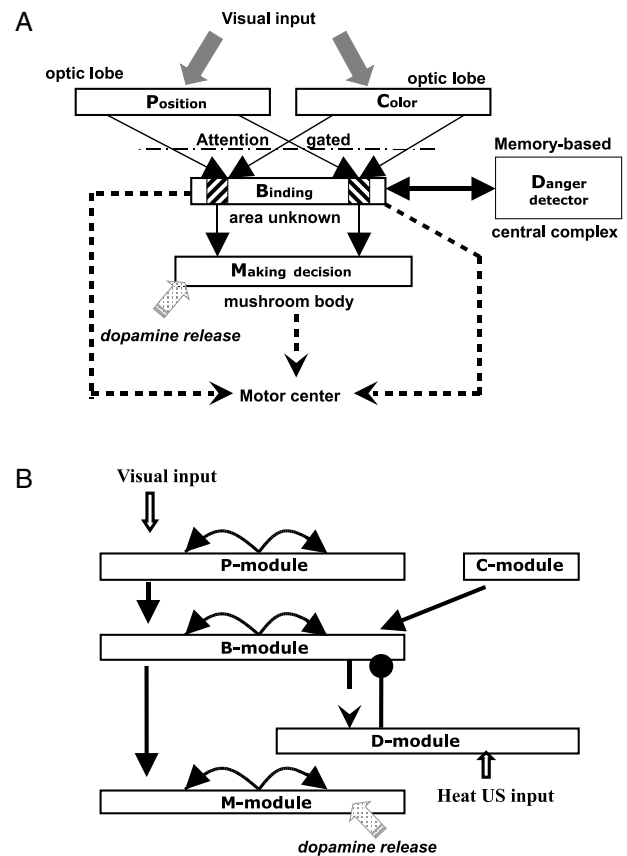 A
Visual input
optic lobe
optic lobe
Position
Color
Attention gated
Memory-based
Binding
Danger
detector
area unknown
central complex
Making decision
mushroom body
dopamine release
Motor center
B
Visual input
P-module
C-module
B-module
D-module
Heat US input
M-module
dopamine release